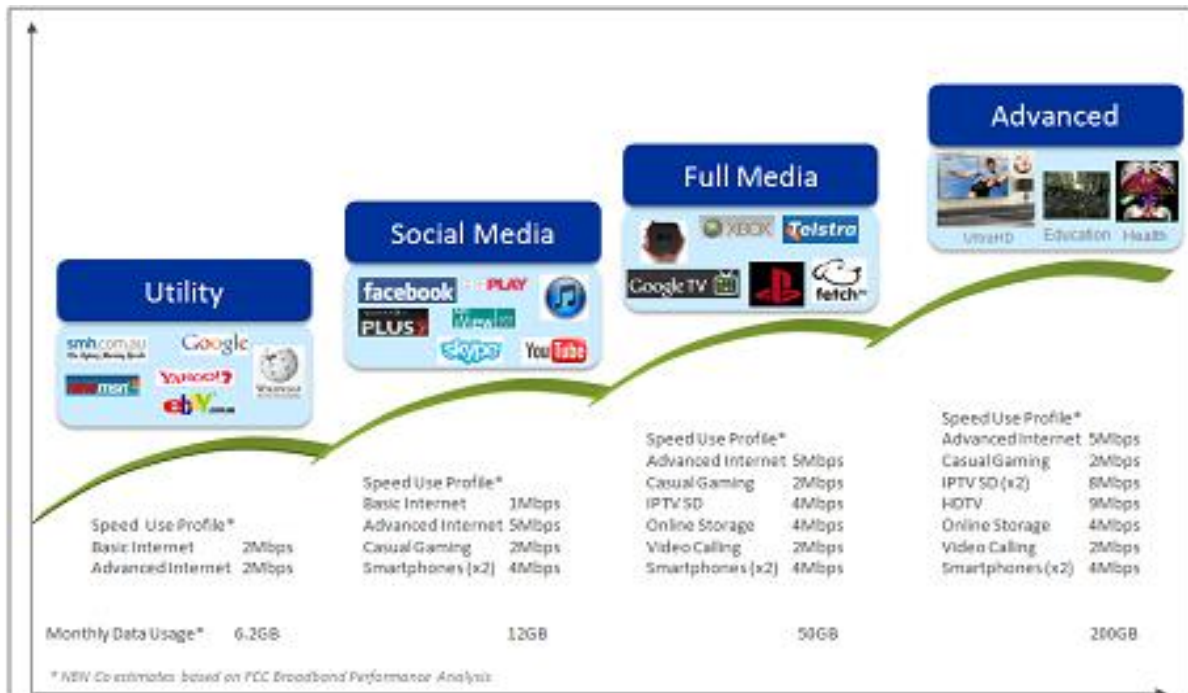 Utility
smh.com.au
Google
msn
YAHOO!7
ebY
Speed Use Profile*
Basic Internet 2Mbps
Advanced Internet 2Mbps
Social Media
facebook
PLAY
PLUS7
iview
skype
YouTube
Speed Use Profile*
Basic Internet 1Mbps
Advanced Internet 5Mbps
Casual Gaming 2Mbps
Smartphones (x2) 4Mbps
Full Media
XBOX
Telstra
Google TV
fetch
Speed Use Profile*
Advanced Internet 5Mbps
Casual Gaming 2Mbps
IPTV SD 4Mbps
Online Storage 4Mbps
Video Calling 2Mbps
Smartphones (x2) 4Mbps
Advanced
UltraHD
Education
Health
Speed Use Profile*
Advanced Internet 5Mbps
Casual Gaming 2Mbps
IPTV SD (x2) 8Mbps
HDTV 9Mbps
Online Storage 4Mbps
Video Calling 2Mbps
Smartphones (x2) 4Mbps
Monthly Data Usage* 6.2GB 12GB 50GB 200GB
* NBN Co estimates based on FCC Broadband Performance Analysis